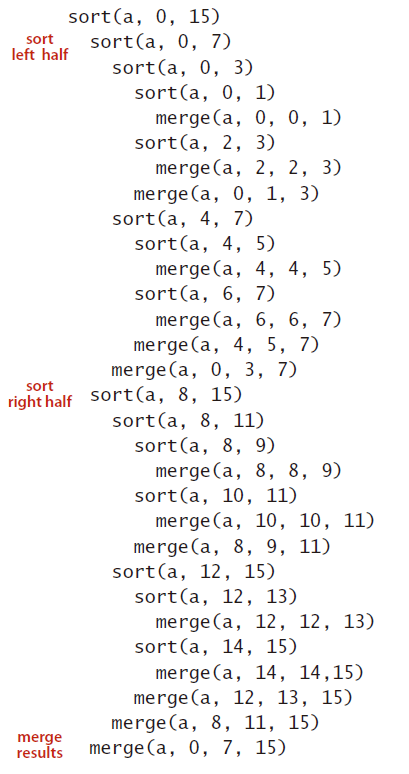 sort(a, 0, 15)
sort
left half
sort(a, 0, 7)
sort(a, 0, 3)
sort(a, 0, 1)
merge(a, 0, 0, 1)
sort(a, 2, 3)
merge(a, 2, 2, 3)
merge(a, 0, 1, 3)
sort(a, 4, 7)
sort(a, 4, 5)
merge(a, 4, 4, 5)
sort(a, 6, 7)
merge(a, 6, 6, 7)
merge(a, 4, 5, 7)
merge(a, 0, 3, 7)
sort
right half
sort(a, 8, 15)
sort(a, 8, 11)
sort(a, 8, 9)
merge(a, 8, 8, 9)
sort(a, 10, 11)
merge(a, 10, 10, 11)
merge(a, 8, 9, 11)
sort(a, 12, 15)
sort(a, 12, 13)
merge(a, 12, 12, 13)
sort(a, 14, 15)
merge(a, 14, 14,15)
merge(a, 12, 13, 15)
merge(a, 8, 11, 15)
merge
results
merge(a, 0, 7, 15)